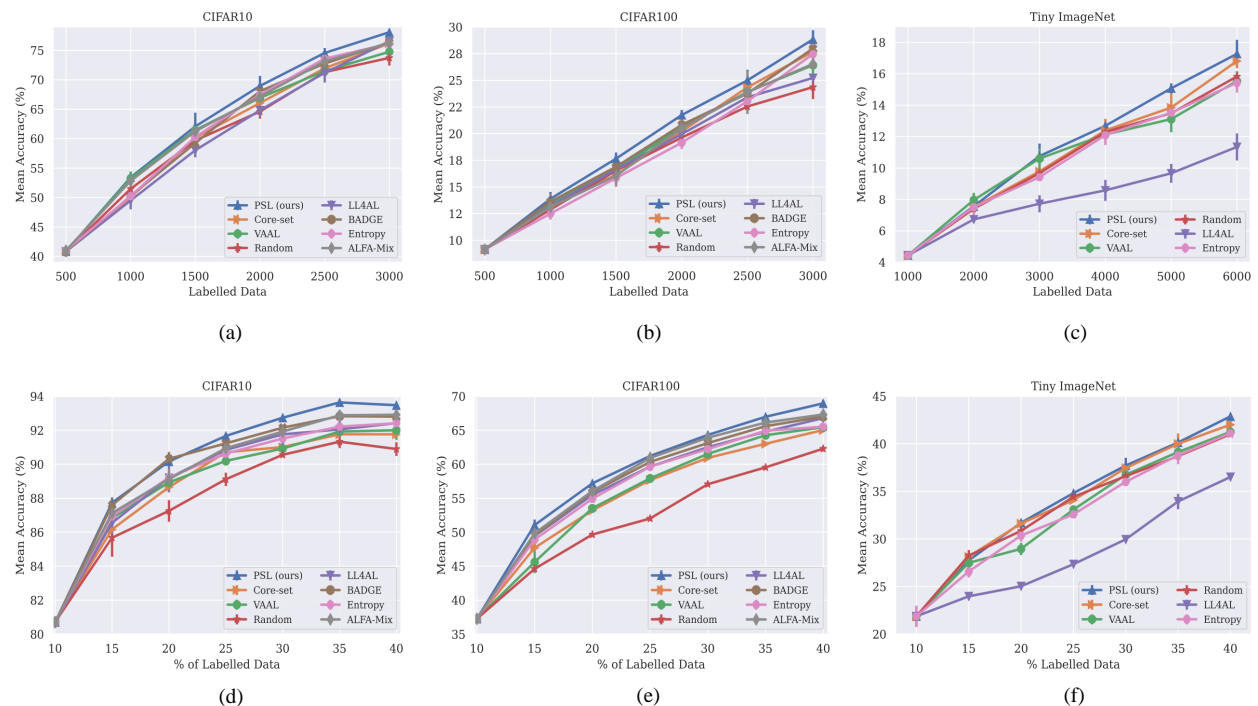 CIFAR10
Mean Accuracy (%)
75
70
65
60
55
50
45
40
500 1000 1500 2000 2500 3000
Labelled Data
PSL (ours) LL4AL
Core-set BADGE
VAAL Entropy
Random ALFA-Mix
(a)
CIFAR100
Mean Accuracy (%)
30
28
25
22
20
18
15
12
10
500 1000 1500 2000 2500 3000
Labelled Data
PSL (ours) LL4AL
Core-set BADGE
VAAL Entropy
Random ALFA-Mix
(b)
Tiny ImageNet
Mean Accuracy (%)
18
16
14
12
10
8
6
4
1000 2000 3000 4000 5000 6000
Labelled Data
PSL (ours) Random
Core-set LL4AL
VAAL Entropy
(c)
CIFAR10
Mean Accuracy (%)
94
92
90
88
86
84
82
80
10 15 20 25 30 35 40
% of Labelled Data
PSL (ours) LL4AL
Core-set BADGE
VAAL Entropy
Random ALFA-Mix
(d)
CIFAR100
Mean Accuracy (%)
70
65
60
55
50
45
40
35
10 15 20 25 30 35 40
% of Labelled Data
PSL (ours) LL4AL
Core-set BADGE
VAAL Entropy
Random ALFA-Mix
(e)
Tiny ImageNet
Mean Accuracy (%)
45
40
35
30
25
20
10 15 20 25 30 35 40
% Labelled Data
PSL (ours) Random
Core-set LL4AL
VAAL Entropy
(f)